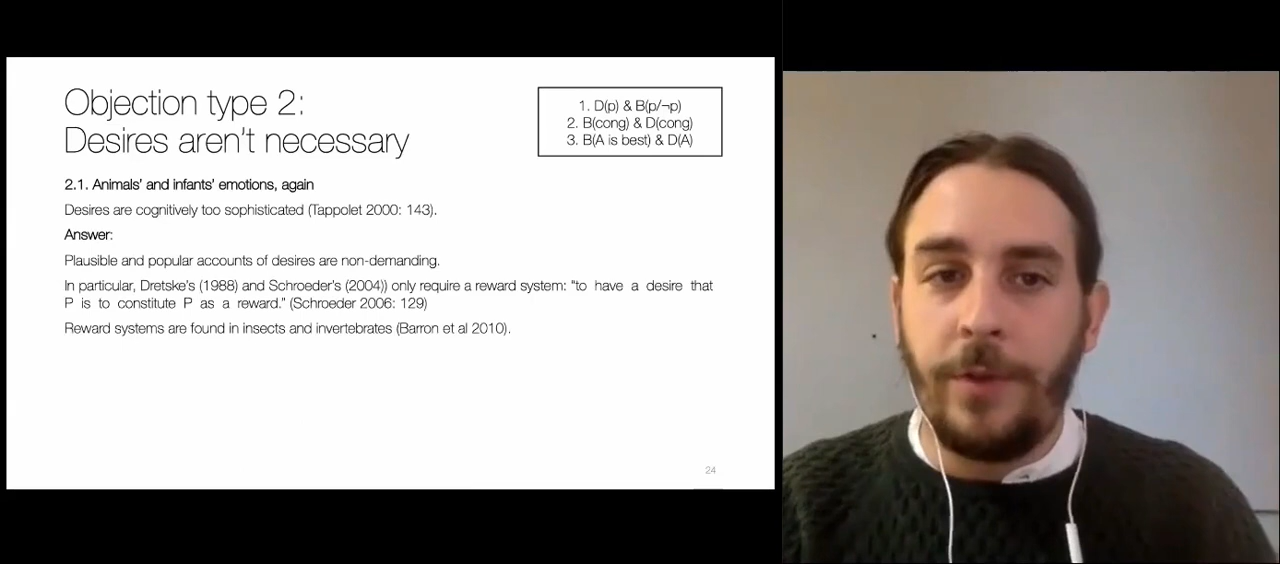 Objection type 2:
Desires aren't necessary
1. D(p) & B(p/¬p)
2. B(cong) & D(cong)
3. B(A is best) & D(A)
2.1. Animals' and infants' emotions, again
Desires are cognitively too sophisticated (Tappolet 2000: 143).
Answer:
Plausible and popular accounts of desires are non-demanding.
In particular, Dretske's (1988) and Schroeder's (2004)) only require a reward system: "to have a desire that
P is to constitute P as a reward." (Schroeder 2006: 129)
Reward systems are found in insects and invertebrates (Barron et al 2010).
24